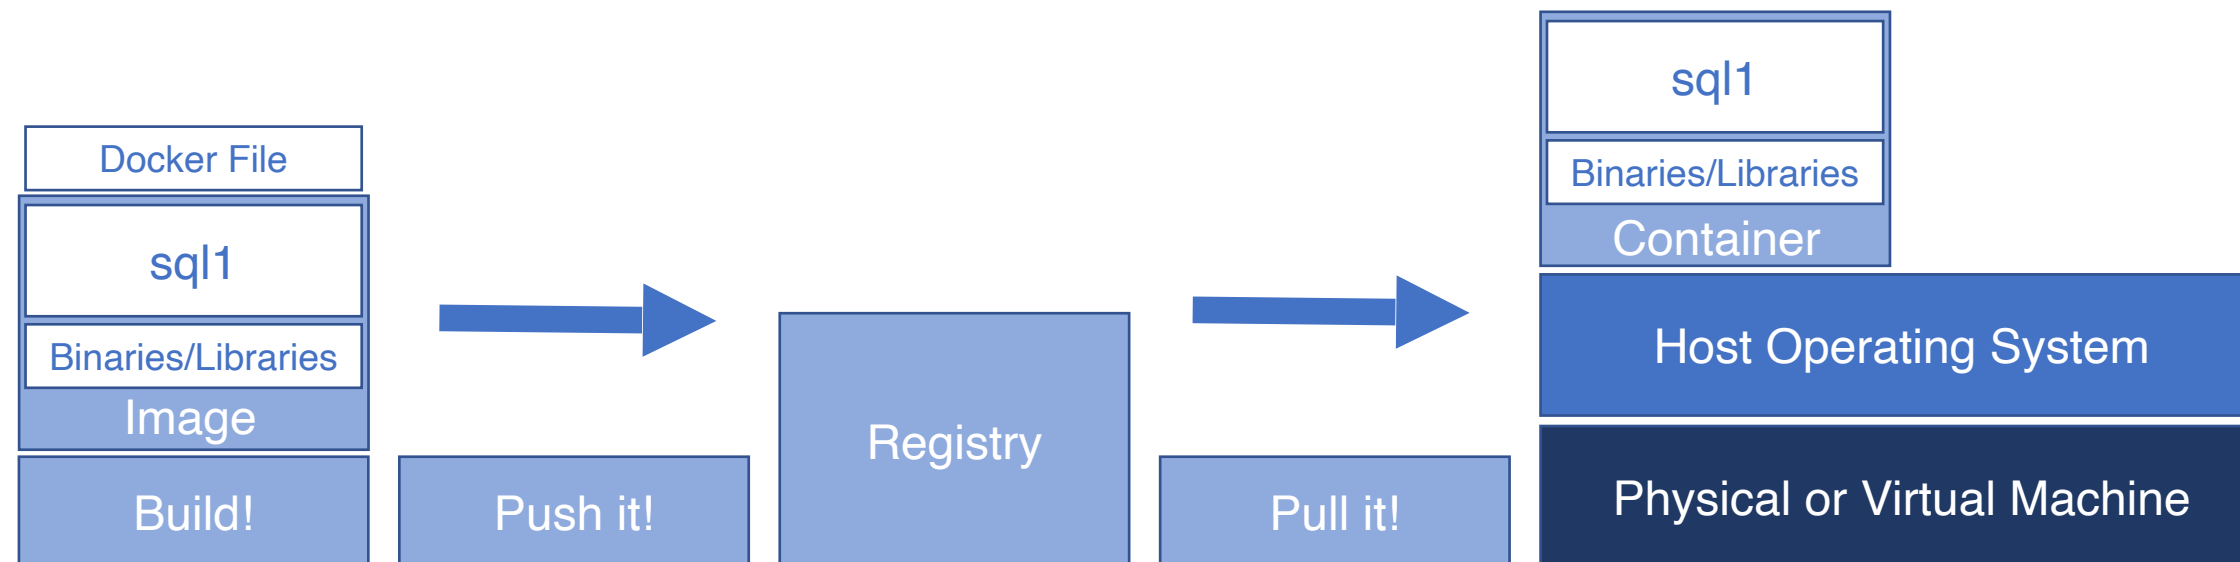 Docker File
sql1
Binaries/Libraries
Image
Build!
Push it!
Registry
Pull it!
sql1
Binaries/Libraries
Container
Host Operating System
Physical or Virtual Machine